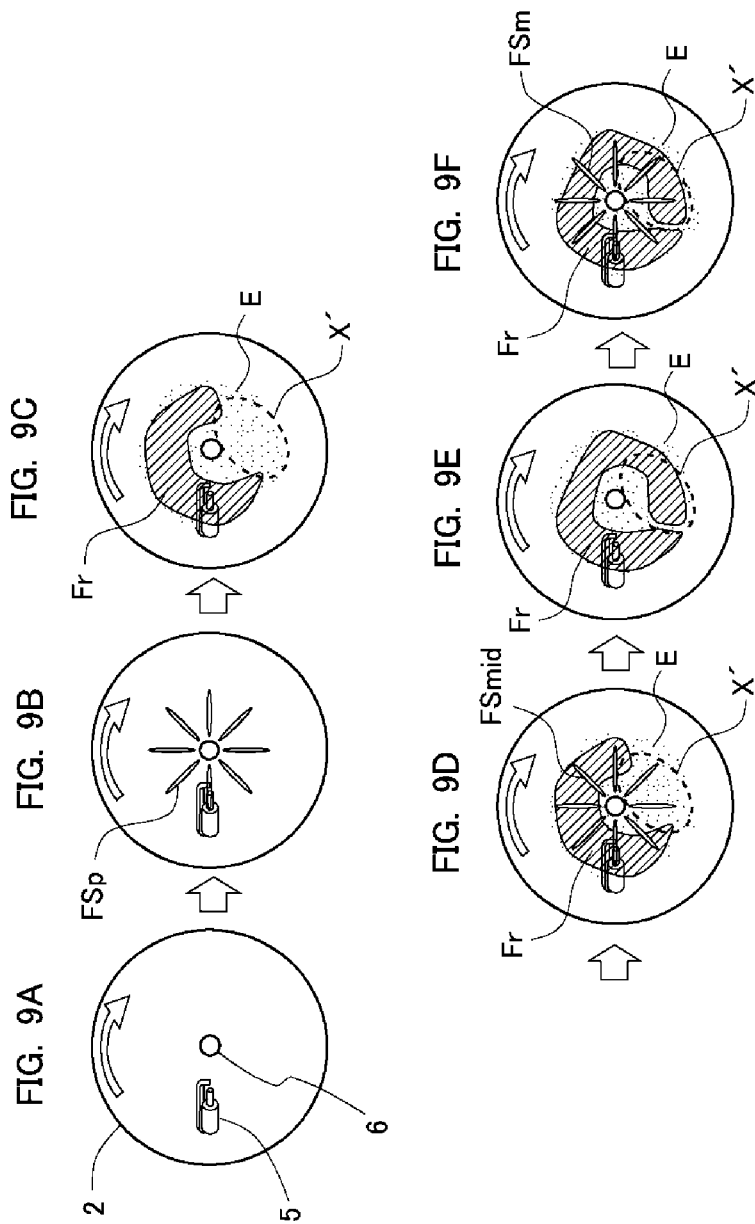 FIG. 9A
2
5
6
FIG. 9B
FSp
FIG. 9C
Fr
E
X´
FIG. 9D
FSmid
Fr
E
X´
FIG. 9E
Fr
E
X´
FIG. 9F
FSm
Fr
E
X´